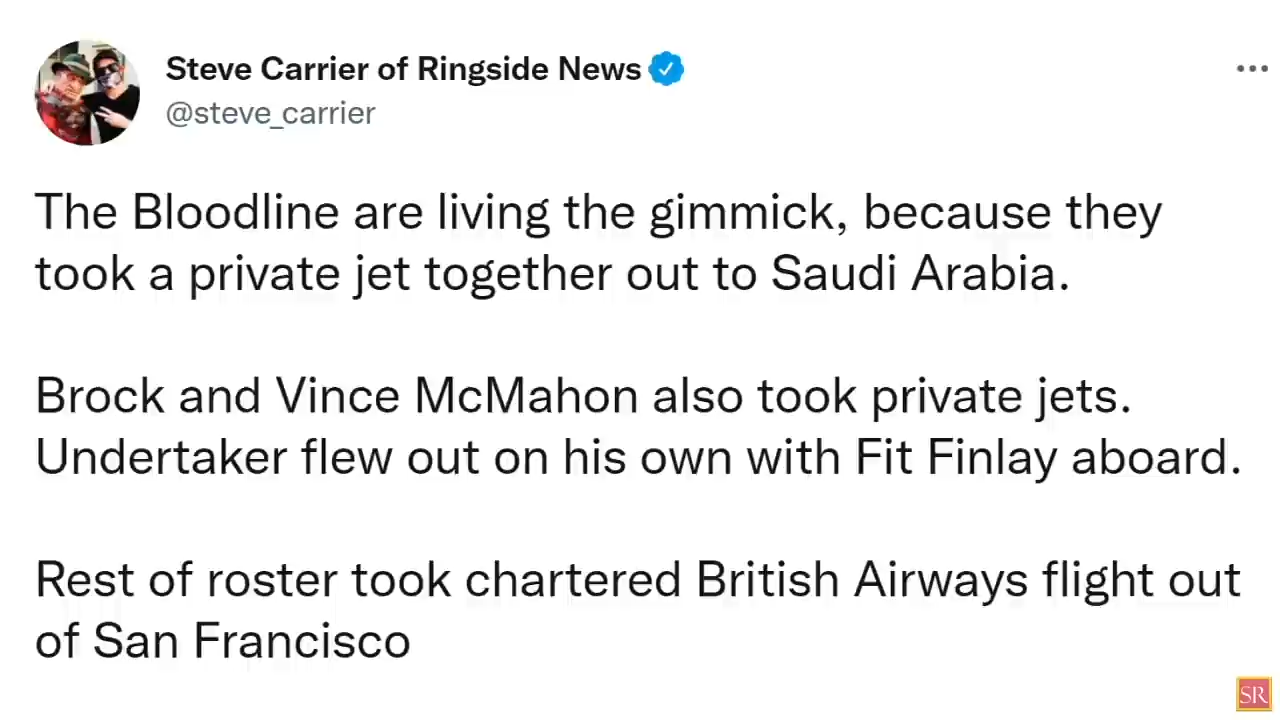 Steve Carrier of Ringside News
@steve_carrier
The Bloodline are living the gimmick, because they
took a private jet together out to Saudi Arabia.
Brock and Vince McMahon also took private jets.
Undertaker flew out on his own with Fit Finlay aboard.
Rest of roster took chartered British Airways flight out
of San Francisco
SR